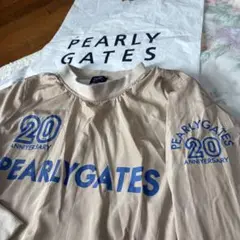 PEARLY
GATES
20
ANNIVERSARY
PEARLY GATES
20
ANNIVERSARY
PEARLYGATES